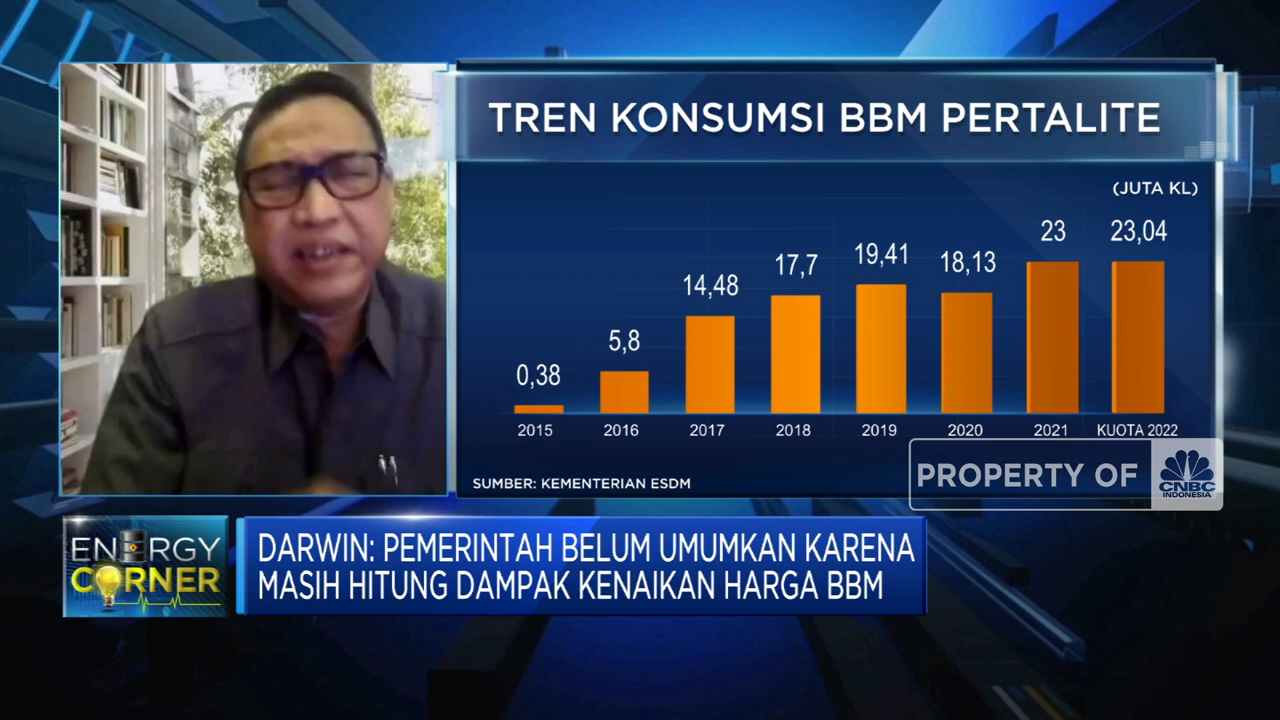 TREN KONSUMSI BBM PERTALITE
(JUTA KL)
0,38
5,8
14,48
17,7
19,41
18,13
23
23,04
2015
2016
2017
2018
2019
2020
2021
KUOTA 2022
SUMBER: KEMENTERIAN ESDM
PROPERTY OF
CNBC
INDONESIA
ENERGY
CORNER
DARWIN: PEMERINTAH BELUM UMUMKAN KARENA
MASIH HITUNG DAMPAK KENAIKAN HARGA BBM